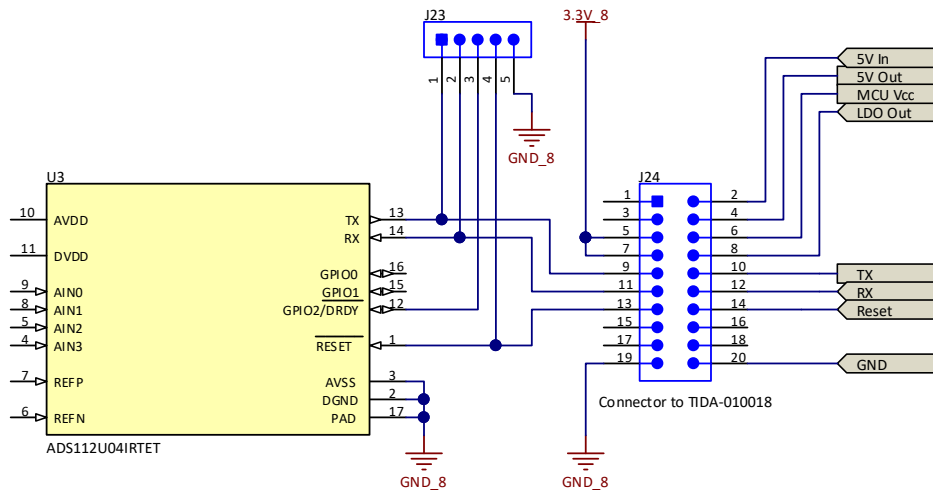 J23
1
2
3
4
5
GND_8
3.3V_8
5V In
5V Out
MCU Vcc
LDO Out
U3
10 AVDD
11 DVDD
9 AIN0
8 AIN1
5 AIN2
4 AIN3
7 REFP
6 REFN
TX 13
RX 14
GPIO0 16
GPIO1 15
GPIO2/DRDY 12
RESET 1
AVSS 3
DGND 2
PAD 17
ADS112U04IRTET
GND_8
J24
1 2
3 4
5 6
7 8
9 10
11 12
13 14
15 16
17 18
19 20
TX
RX
Reset
GND
Connector to TIDA-010018
GND_8